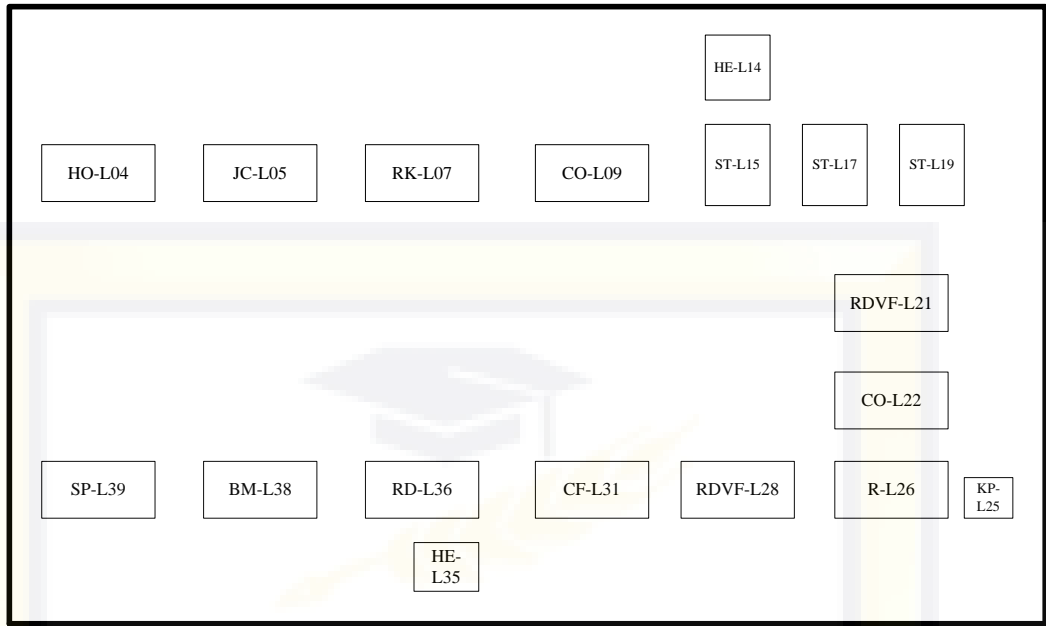 HE-L14
HO-L04
JC-L05
RK-L07
CO-L09
ST-L15
ST-L17
ST-L19
RDVF-L21
CO-L22
SP-L39
BM-L38
RD-L36
CF-L31
RDVF-L28
R-L26
KP-
L25
HE-
L35